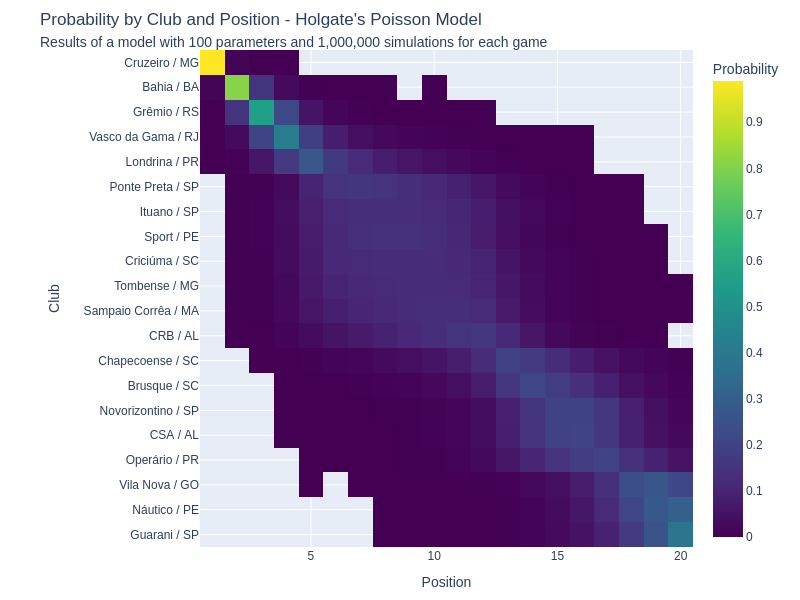 Probability by Club and Position - Holgate's Poisson Model
Results of a model with 100 parameters and 1,000,000 simulations for each game
Probability
Club
Cruzeiro / MG
Bahia / BA
Grêmio / RS
Vasco da Gama / RJ
Londrina / PR
Ponte Preta / SP
Ituano / SP
Sport / PE
Criciúma / SC
Tombense / MG
Sampaio Corrêa / MA
CRB / AL
Chapecoense / SC
Brusque / SC
Novorizontino / SP
CSA / AL
Operário / PR
Vila Nova / GO
Náutico / PE
Guarani / SP
0.9
0.8
0.7
0.6
0.5
0.4
0.3
0.2
0.1
0
5 10 15 20
Position